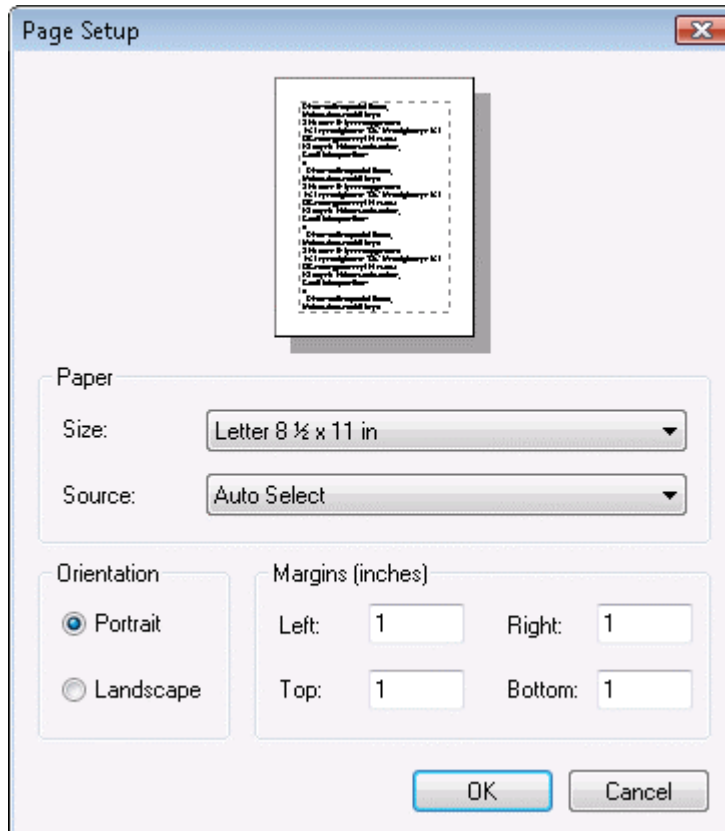 Page Setup
Paper
Size: Letter 8 ½ x 11 in
Source: Auto Select
Orientation
Portrait
Landscape
Margins (inches)
Left: 1 Right: 1
Top: 1 Bottom: 1
OK Cancel